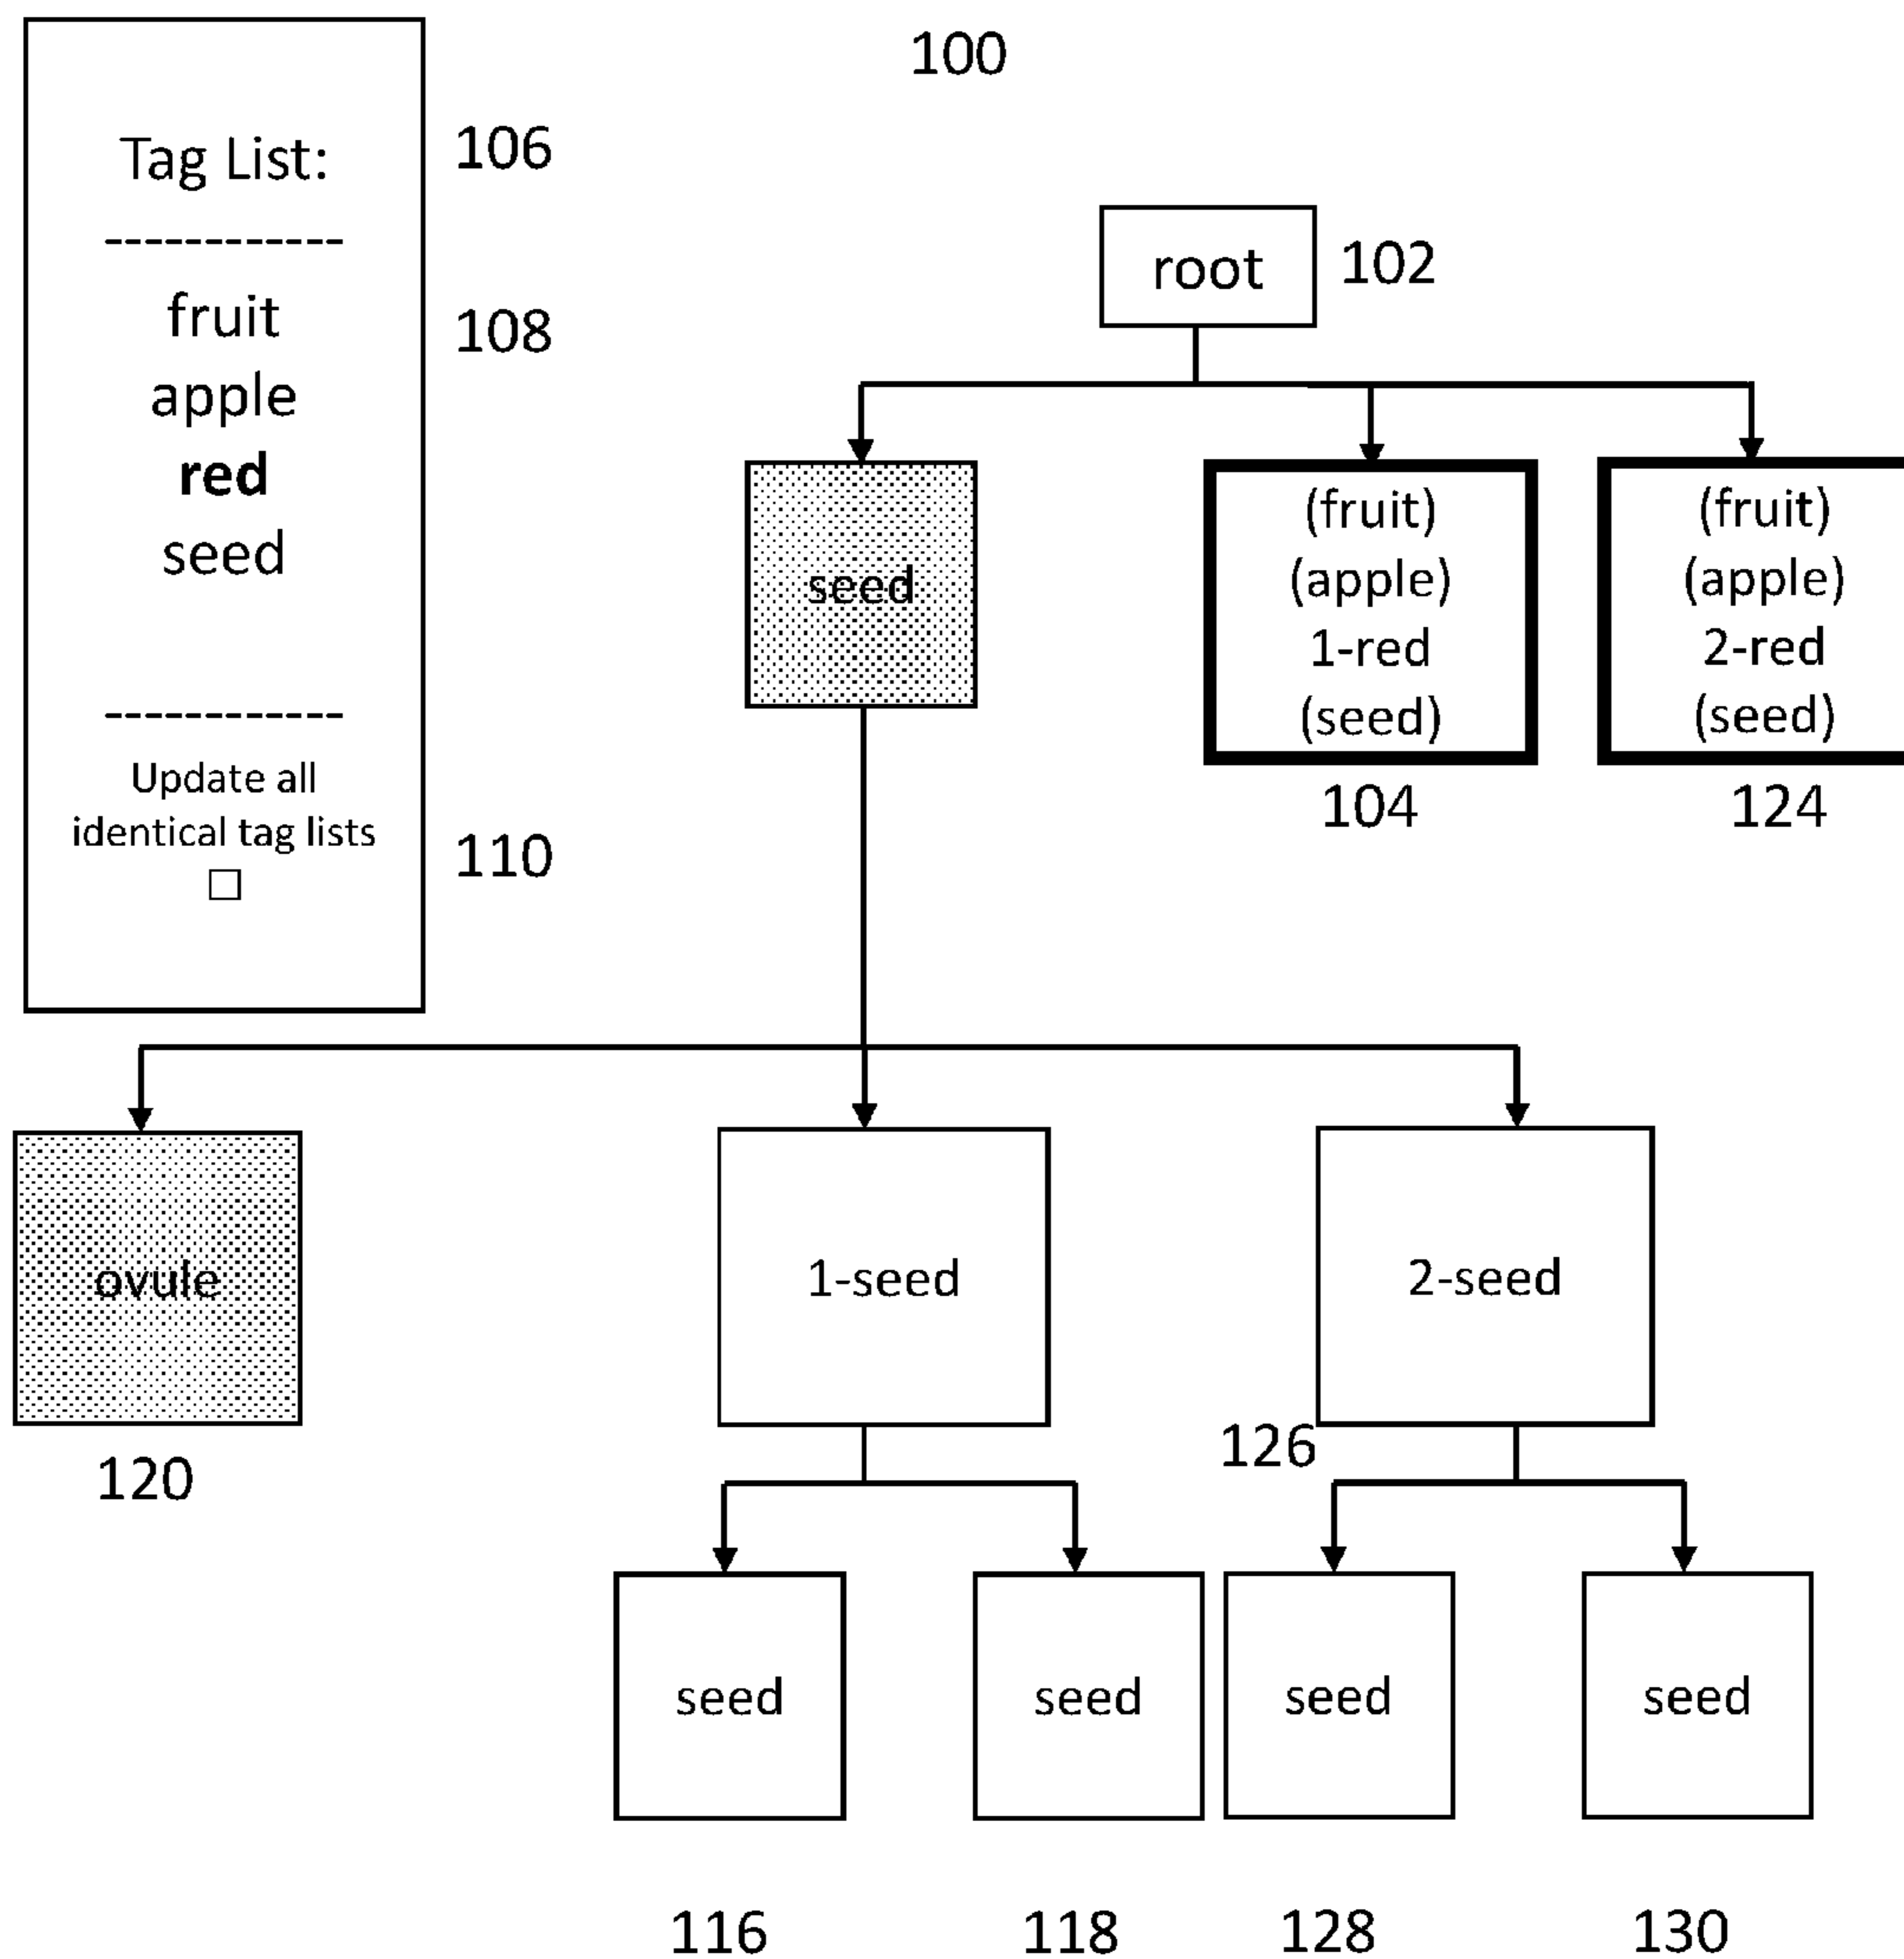 100
Tag List:
106
------------
fruit
108
apple
red
seed
------------
Update all
identical tag lists
110
root
102
seed
(fruit)
(apple)
1-red
(seed)
104
(fruit)
(apple)
2-red
(seed)
124
ovule
120
1-seed
2-seed
126
seed
seed
seed
seed
116
118
128
130